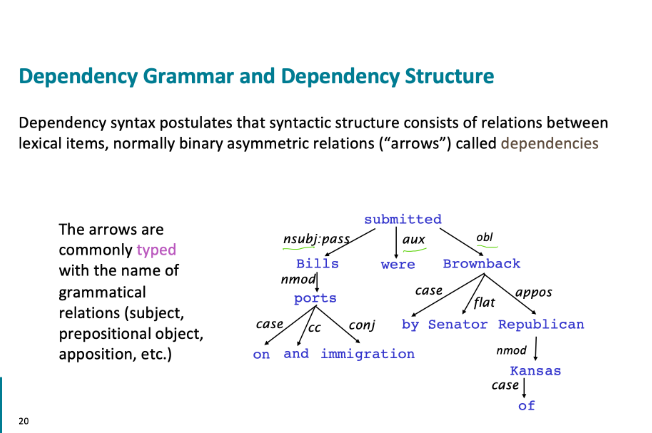 Dependency Grammar and Dependency Structure
Dependency syntax postulates that syntactic structure consists of relations between
lexical items, normally binary asymmetric relations (“arrows”) called dependencies
The arrows are
commonly typed
with the name of
grammatical
relations (subject,
prepositional object,
apposition, etc.)
submitted
nsubj:pass aux obl
Bills were Brownback
nmod
ports
case flat appos
case cc conj
by Senator Republican
on and immigration
nmod
Kansas
case
of
20